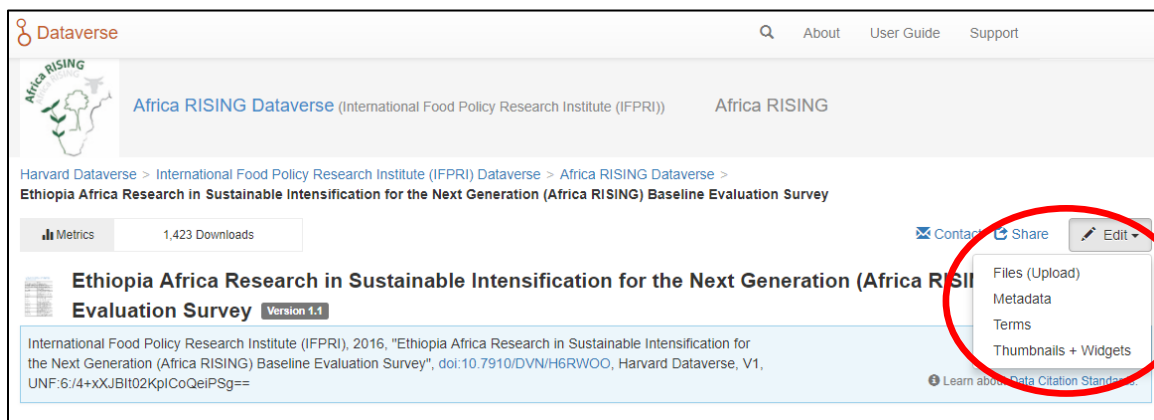 Dataverse
About User Guide Support
Africa RISING
Africa RISING Dataverse (International Food Policy Research Institute (IFPRI)) Africa RISING
Harvard Dataverse > International Food Policy Research Institute (IFPRI) Dataverse > Africa RISING Dataverse >
Ethiopia Africa Research in Sustainable Intensification for the Next Generation (Africa RISING) Baseline Evaluation Survey
Metrics 1,423 Downloads Contact Share Edit
Files (Upload)
Metadata
Terms
Thumbnails + Widgets
Ethiopia Africa Research in Sustainable Intensification for the Next Generation (Africa
Evaluation Survey Version 1.1
International Food Policy Research Institute (IFPRI), 2016, "Ethiopia Africa Research in Sustainable Intensification for
the Next Generation (Africa RISING) Baseline Evaluation Survey", doi:10.7910/DVN/H6RWOO, Harvard Dataverse, V1,
UNF:6:/4+xXJBIt02KpICoQeiPSg==
Learn about Data Citation Standards.